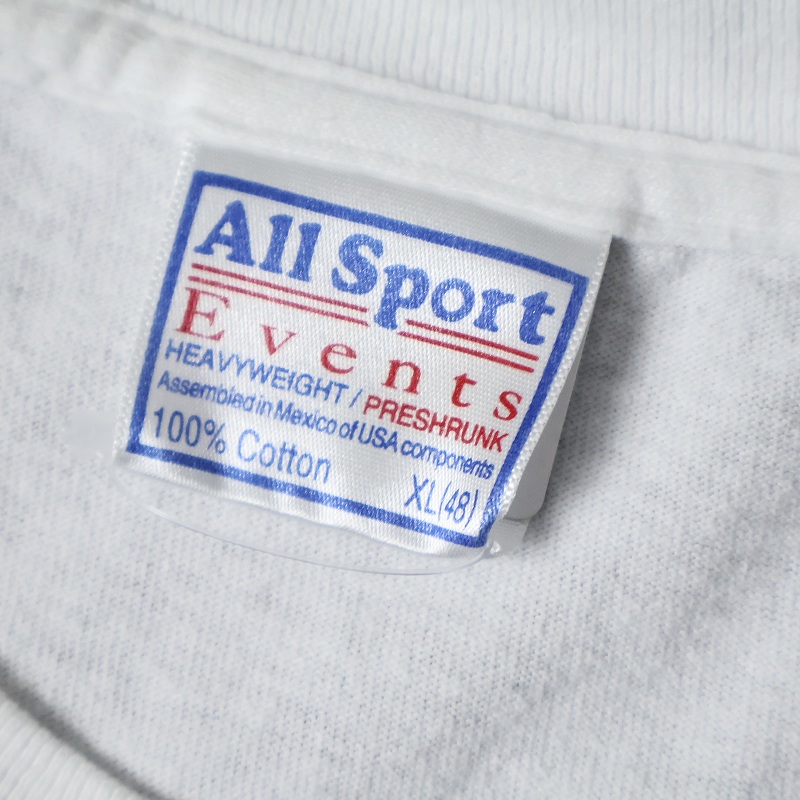 All Sport
Events
HEAVYWEIGHT / PRESHRUNK
Assembled in Mexico of USA components
100% Cotton
XL(48)